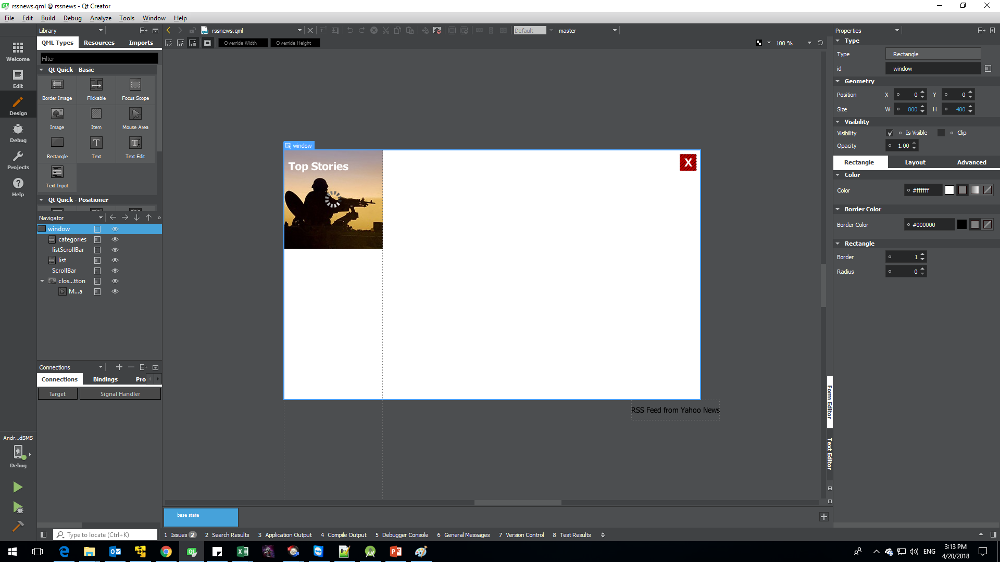 rssnews.qml @ rssnews - Qt Creator
File Edit Build Debug Analyze Tools Window Help
Library
rssnews.qml
Default
master
Properties
QML Types Resources Imports
Override Width Override Height
100 %
Type
Filter
Type Rectangle
id window
Qt Quick - Basic
Border Image Flickable Focus Scope
Image Item Mouse Area
Rectangle Text Text Edit
Text Input
Qt Quick - Positioner
Welcome
Edit
Design
Debug
Projects
Help
Geometry
Position X 0 Y 0
Size W 800 H 480
Visibility
Visibility Is Visible Clip
Opacity 1.00
Rectangle Layout Advanced
Color
Color #ffffff
Border Color
Border Color #000000
Rectangle
Border 1
Radius 0
window
Top Stories
X
RSS Feed from Yahoo News
Navigator
window
categories
listScrollBar
list
ScrollBar
clos...tton
M...a
Connections
Connections Bindings Pro
Target Signal Handler
Form Editor
Text Editor
Andr...dSMS
Debug
base state
Type to locate (Ctrl+K)
1 Issues 2 2 Search Results 3 Application Output 4 Compile Output 5 Debugger Console 6 General Messages 7 Version Control 8 Test Results
ENG
3:13 PM
4/20/2018